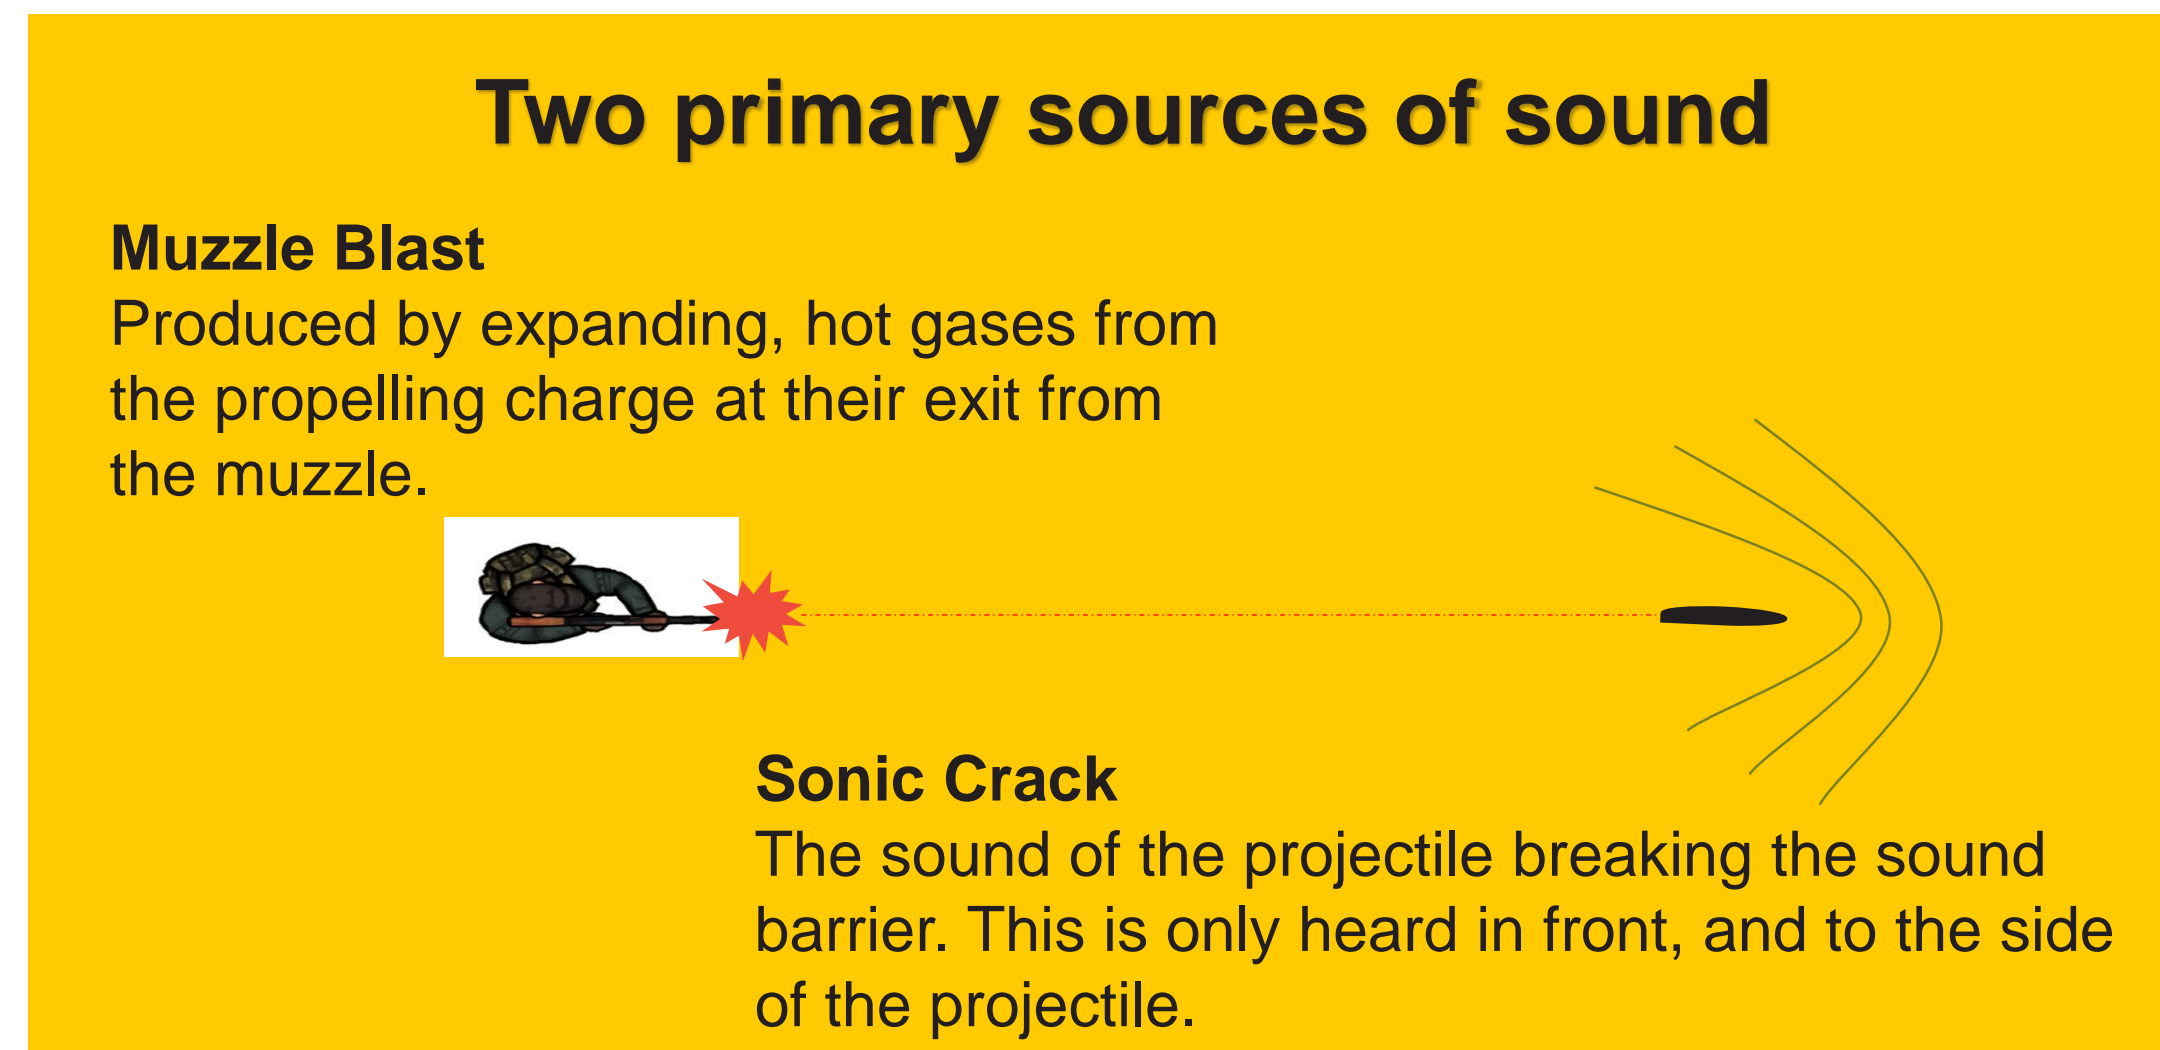 Two primary sources of sound
Muzzle Blast
Produced by expanding, hot gases from
the propelling charge at their exit from
the muzzle.
Sonic Crack
The sound of the projectile breaking the sound
barrier. This is only heard in front, and to the side
of the projectile.